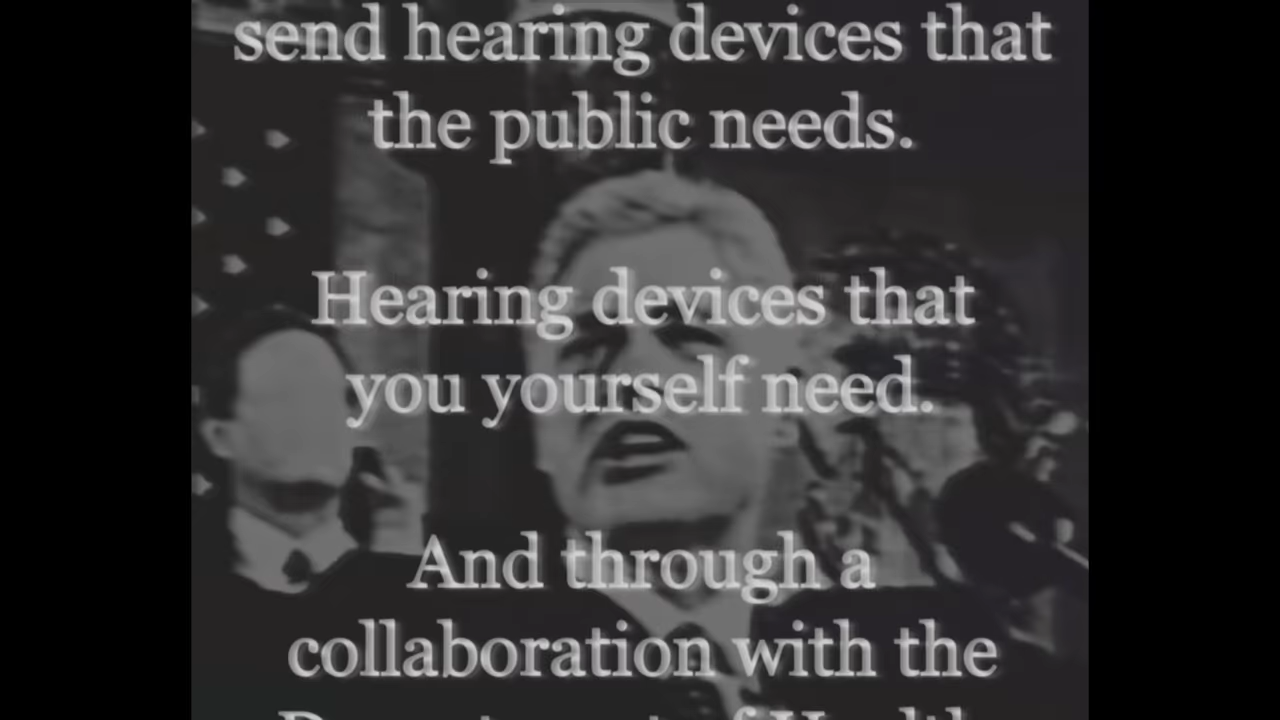 send hearing devices that
the public needs.
Hearing devices that
you yourself need.
And through a
collaboration with the